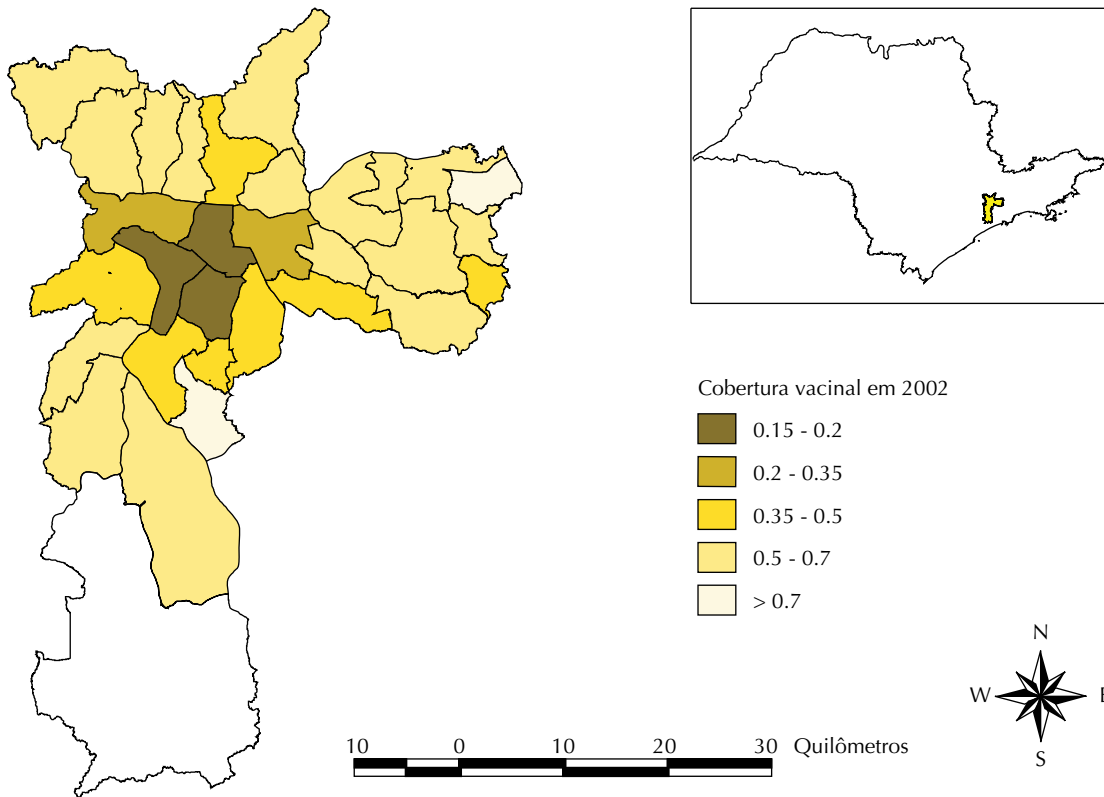 Cobertura vacinal em 2002
0.15 - 0.2
0.2 - 0.35
0.35 - 0.5
0.5 - 0.7
> 0.7
N
W E
S
10 0 10 20 30 Quilômetros